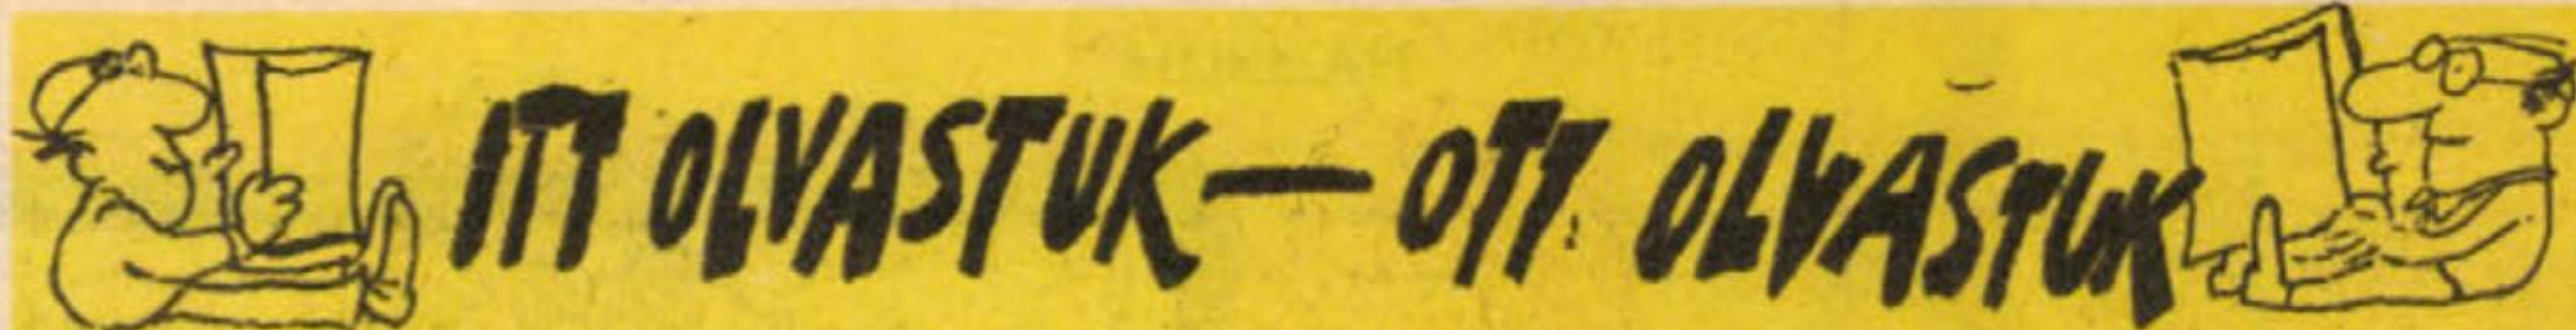 ITT OLVASTUK — OTT OLVASTUK